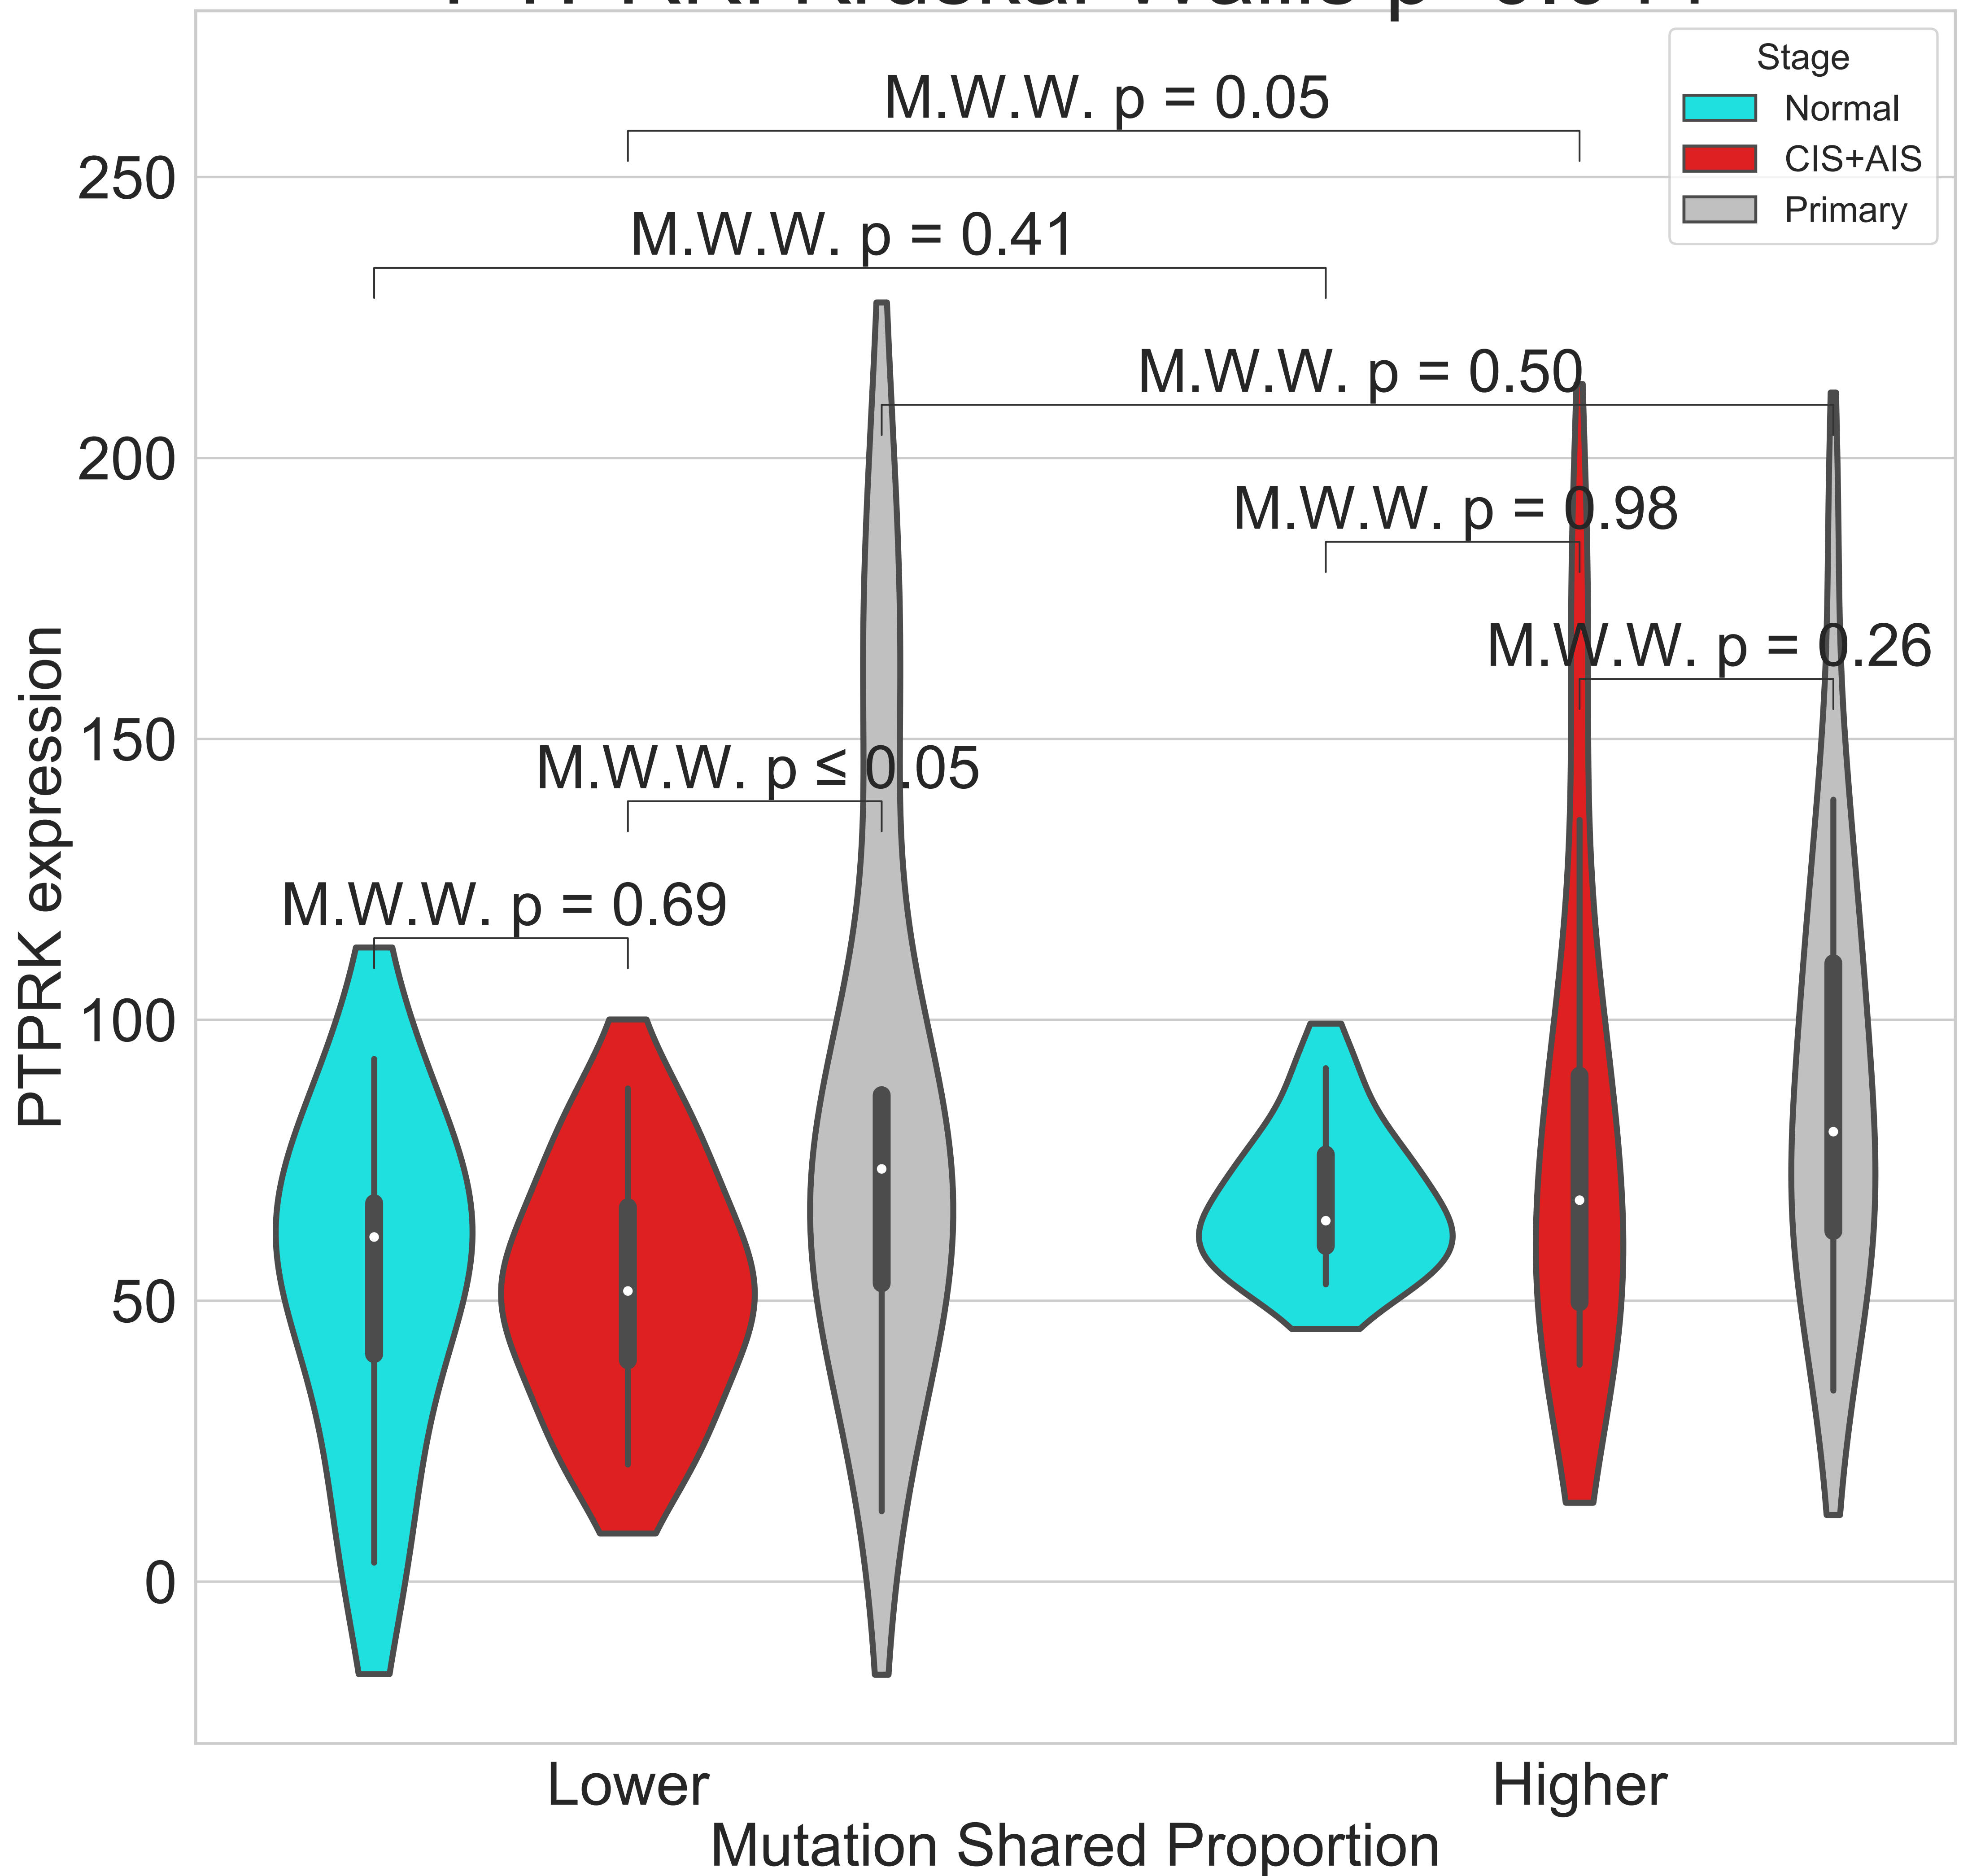 Stage
Normal
CIS+AIS
Primary
M.W.W. p = 0.05
M.W.W. p = 0.41
M.W.W. p = 0.50
M.W.W. p = 0.98
M.W.W. p = 0.26
M.W.W. p ≤ 0.05
M.W.W. p = 0.69
250
200
150
100
50
0
PTPRK expression
Lower
Higher
Mutation Shared Proportion